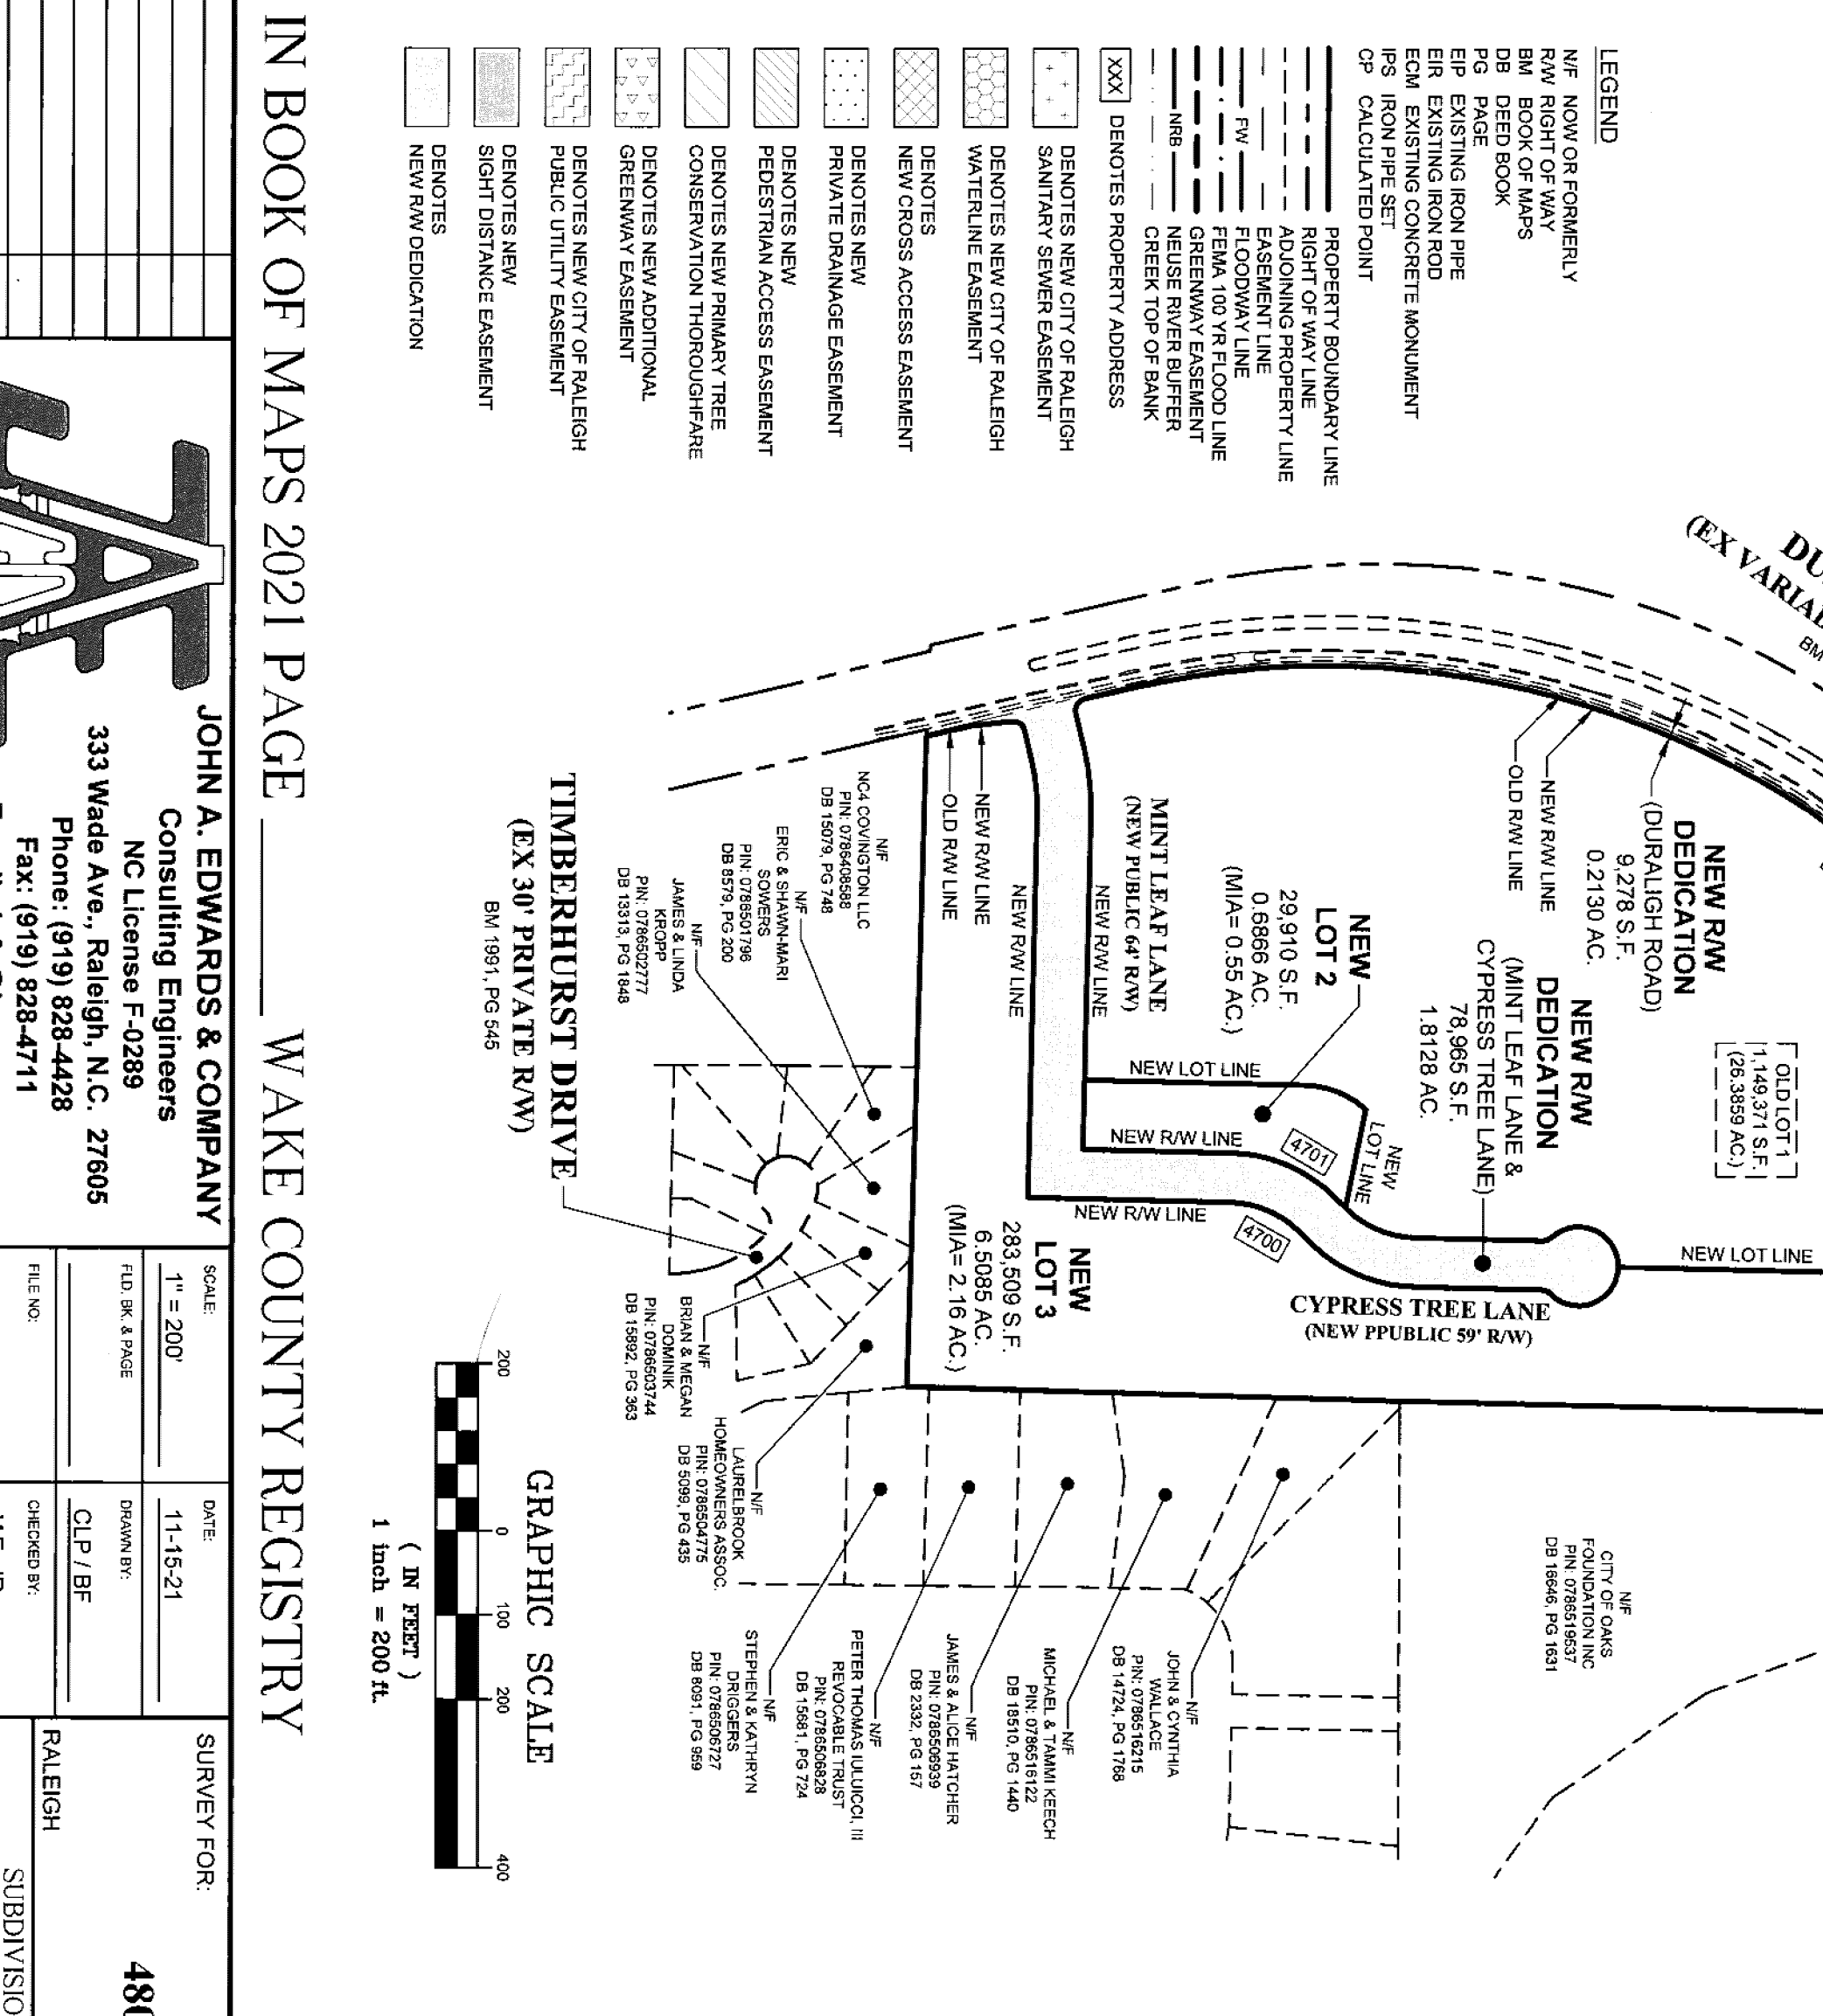 LEGEND
N/F NOW OR FORMERLY
R/W RIGHT OF WAY
BM BOOK OF MAPS
DB DEED BOOK
PG PAGE
EIP EXISTING IRON PIPE
EIR EXISTING IRON ROD
ECM EXISTING CONCRETE MONUMENT
IPS IRON PIPE SET
CP CALCULATED POINT
PROPERTY BOUNDARY LINE
RIGHT OF WAY LINE
ADJOINING PROPERTY LINE
EASEMENT LINE
FW FLOODWAY LINE
FEMA 100 YR FLOOD LINE
GREENWAY EASEMENT
NRB NEUSE RIVER BUFFER
CREEK TOP OF BANK
XXX DENOTES PROPERTY ADDRESS
DENOTES NEW CITY OF RALEIGH
SANITARY SEWER EASEMENT
DENOTES NEW CITY OF RALEIGH
WATERLINE EASEMENT
DENOTES
NEW CROSS ACCESS EASEMENT
DENOTES NEW
PRIVATE DRAINAGE EASEMENT
DENOTES NEW
PEDESTRIAN ACCESS EASEMENT
DENOTES NEW PRIMARY TREE
CONSERVATION THOROUGHFARE
DENOTES NEW ADDITIONAL
GREENWAY EASEMENT
DENOTES NEW CITY OF RALEIGH
PUBLIC UTILITY EASEMENT
DENOTES NEW
SIGHT DISTANCE EASEMENT
DENOTES
NEW R/W DEDICATION
DU
(EX VARIAB
BM
OLD LOT 1
1,149,371 S.F.
(26.3859 AC.)
NEW R/W
DEDICATION
(DURALIGH ROAD)
9,278 S.F.
0.2130 AC.
NEW R/W LINE
OLD R/W LINE
NEW R/W
DEDICATION
(MINT LEAF LANE &
CYPRESS TREE LANE)
78,965 S.F.
1.8128 AC.
NEW
LOT 2
29,910 S.F.
0.6866 AC.
(MIA= 0.55 AC.)
MINT LEAF LANE
(NEW PUBLIC 64' R/W)
NEW R/W LINE
NEW R/W LINE
NEW R/W LINE
OLD R/W LINE
NEW LOT LINE
NEW R/W LINE
NEW
LOT LINE
4701
NEW R/W LINE
4700
NEW LOT LINE
CYPRESS TREE LANE
(NEW PPUBLIC 59' R/W)
NEW
LOT 3
283,509 S.F.
6.5085 AC.
(MIA= 2.16 AC.)
N/F
NC4 COVINGTON LLC
PIN: 0786408588
DB 15079, PG 748
N/F
ERIC & SHAWN-MARI
SOWERS
PIN: 0786501796
DB 8579, PG 200
N/F
JAMES & LINDA
KROPP
PIN: 0786502777
DB 13313, PG 1848
TIMBERHURST DRIVE
(EX 30' PRIVATE R/W)
BM 1991, PG 545
N/F
BRIAN & MEGAN
DOMINIK
PIN: 0786503744
DB 15892, PG 363
N/F
LAURELBROOK
HOMEOWNERS ASSOC.
PIN: 0786504775
DB 5099, PG 435
N/F
CITY OF OAKS
FOUNDATION INC
PIN: 0786519537
DB 16646, PG 1631
N/F
JOHN & CYNTHIA
WALLACE
PIN: 0786516215
DB 14724, PG 1768
N/F
MICHAEL & TAMMI KEECH
PIN: 0786516122
DB 18510, PG 1440
N/F
JAMES & ALICE HATCHER
PIN: 0786506939
DB 2332, PG 157
N/F
PETER THOMAS IULUICCI, III
REVOCABLE TRUST
PIN: 0786506828
DB 15681, PG 724
N/F
STEPHEN & KATHRYN
DRIGGERS
PIN: 0786506727
DB 8091, PG 959
GRAPHIC SCALE
200 0 100 200 400
( IN FEET )
1 inch = 200 ft.
IN BOOK OF MAPS 2021 PAGE WAKE COUNTY REGISTRY
JOHN A. EDWARDS & COMPANY
Consulting Engineers
NC License F-0289
333 Wade Ave., Raleigh, N.C. 27605
Phone: (919) 828-4428
Fax: (919) 828-4711
SCALE:
1" = 200'
FLD. BK. & PAGE
FILE NO:
DATE:
11-15-21
DRAWN BY:
CLP / BF
CHECKED BY:
SURVEY FOR:
480
RALEIGH
SUBDIVISIO